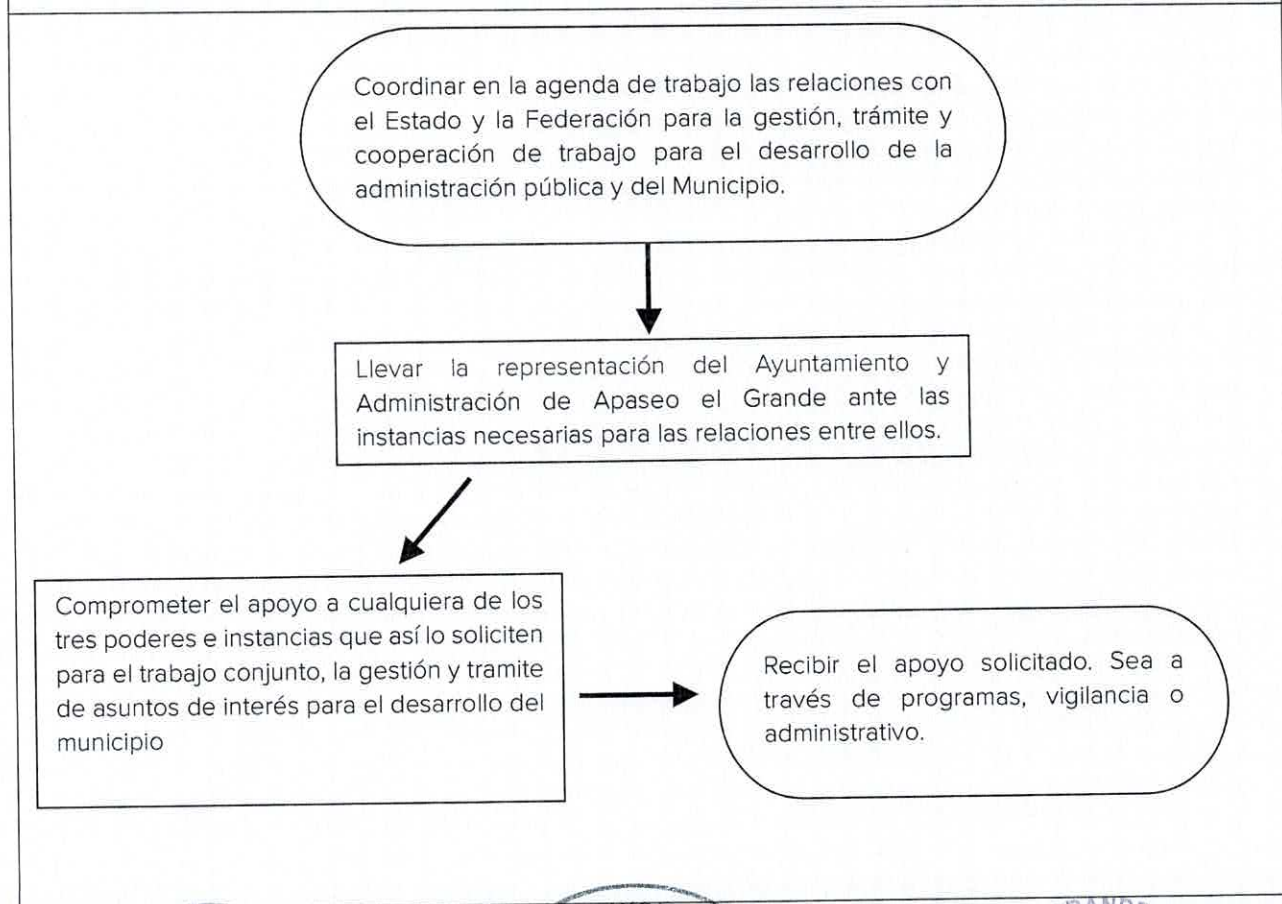 Coordinar en la agenda de trabajo las relaciones con
el Estado y la Federación para la gestión, trámite y
cooperación de trabajo para el desarrollo de la
administración pública y del Municipio.
Llevar la representación del Ayuntamiento y
Administración de Apaseo el Grande ante las
instancias necesarias para las relaciones entre ellos.
Comprometer el apoyo a cualquiera de los
tres poderes e instancias que así lo soliciten
para el trabajo conjunto, la gestión y tramite
de asuntos de interés para el desarrollo del
municipio
Recibir el apoyo solicitado. Sea a
través de programas, vigilancia o
administrativo.